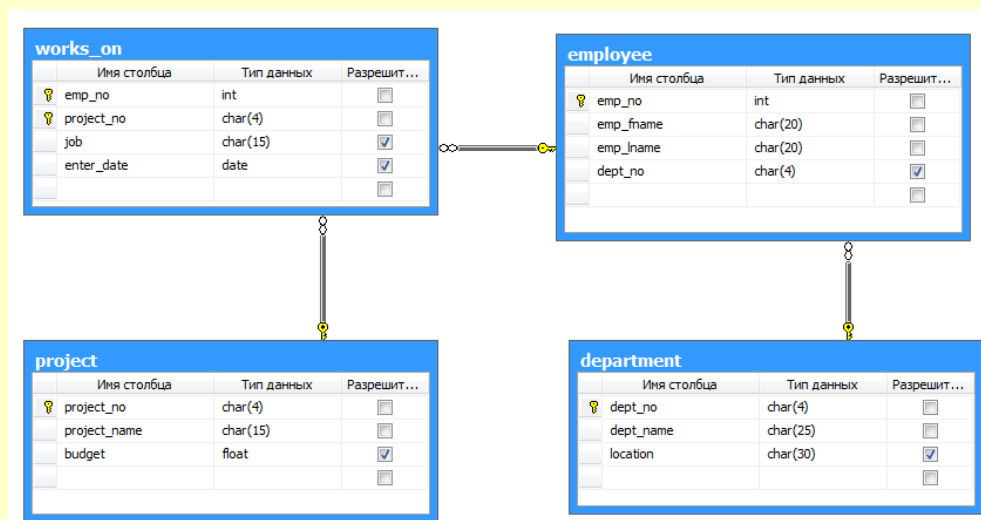 works_on
Имя столбца Тип данных Разрешит...
emp_no int
project_no char(4)
job char(15)
enter_date date
employee
Имя столбца Тип данных Разрешит...
emp_no int
emp_fname char(20)
emp_lname char(20)
dept_no char(4)
project
Имя столбца Тип данных Разрешит...
project_no char(4)
project_name char(15)
budget float
department
Имя столбца Тип данных Разрешит...
dept_no char(4)
dept_name char(25)
location char(30)